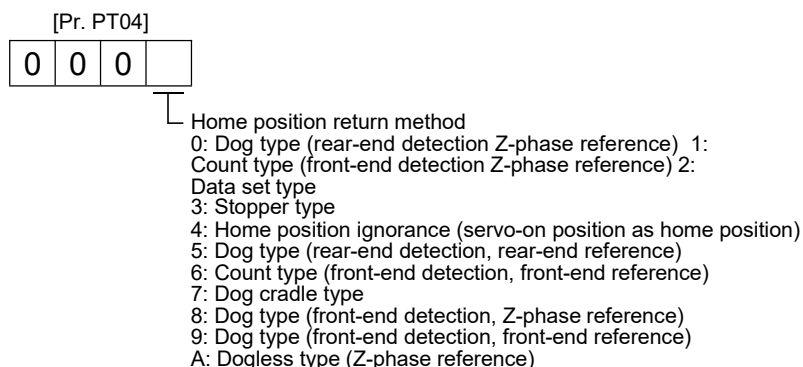 [Pr. PT04]
0 0 0
Home position return method
0: Dog type (rear-end detection Z-phase reference) 1:
Count type (front-end detection Z-phase reference) 2:
Data set type
3: Stopper type
4: Home position ignorance (servo-on position as home position)
5: Dog type (rear-end detection, rear-end reference)
6: Count type (front-end detection, front-end reference)
7: Dog cradle type
8: Dog type (front-end detection, Z-phase reference)
9: Dog type (front-end detection, front-end reference)
A: Dogless type (Z-phase reference)